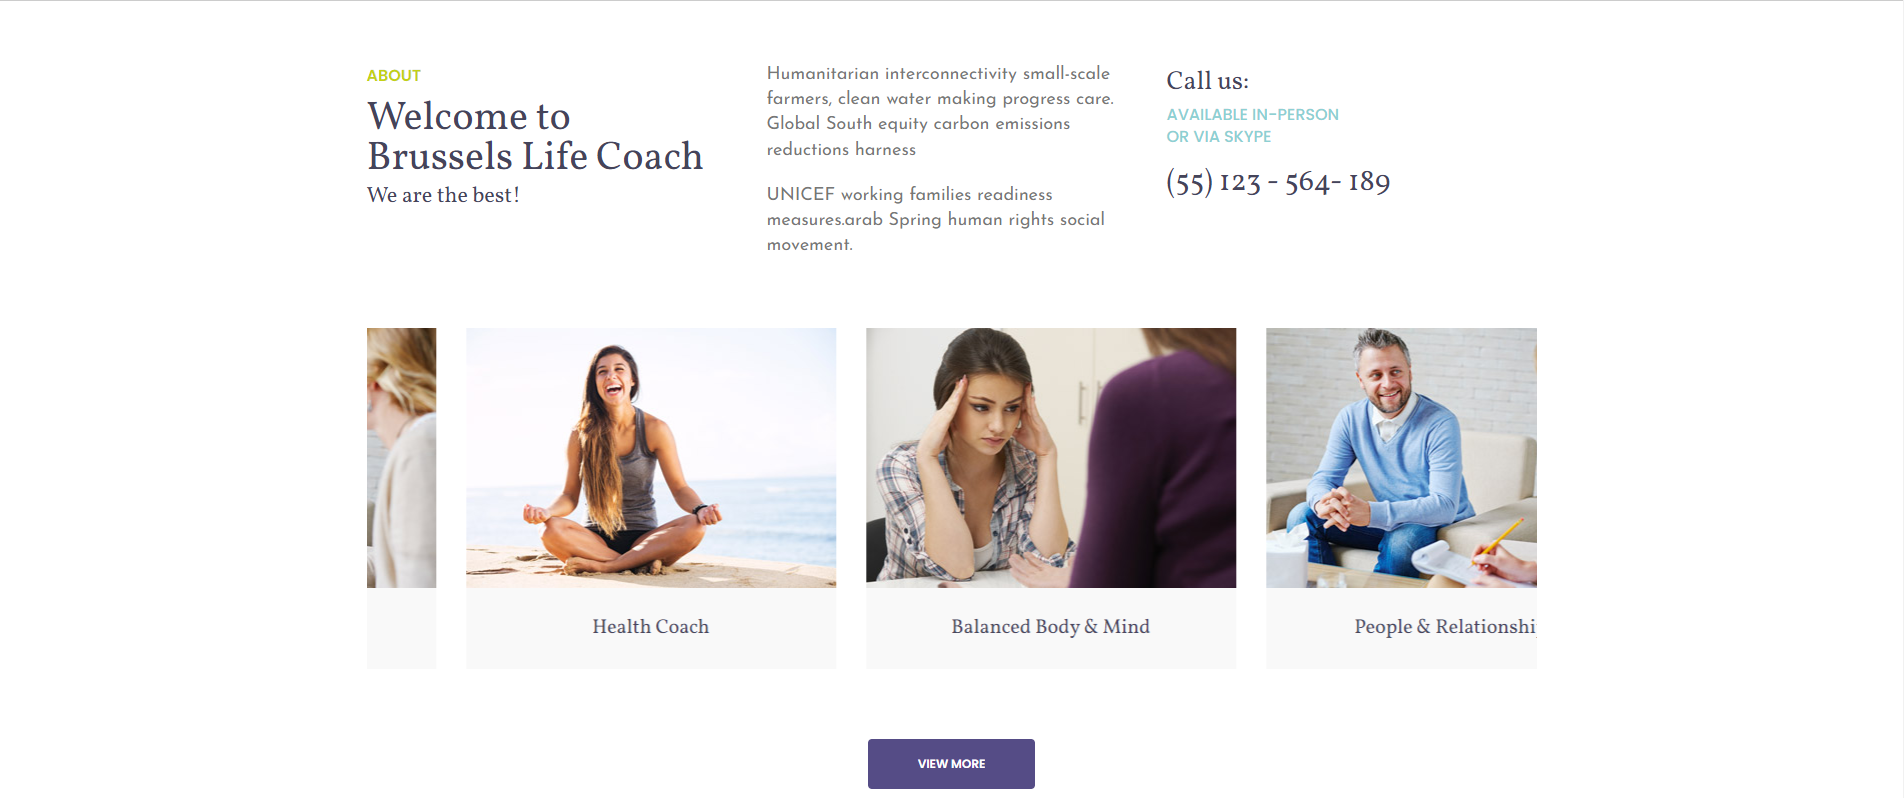 ABOUT
Welcome to
Brussels Life Coach
We are the best!
Humanitarian interconnectivity small-scale
farmers, clean water making progress care.
Global South equity carbon emissions
reductions harness
UNICEF working families readiness
measures.arab Spring human rights social
movement.
Call us:
AVAILABLE IN-PERSON
OR VIA SKYPE
(55) 123 - 564- 189
Health Coach
Balanced Body & Mind
People & Relationshi
VIEW MORE